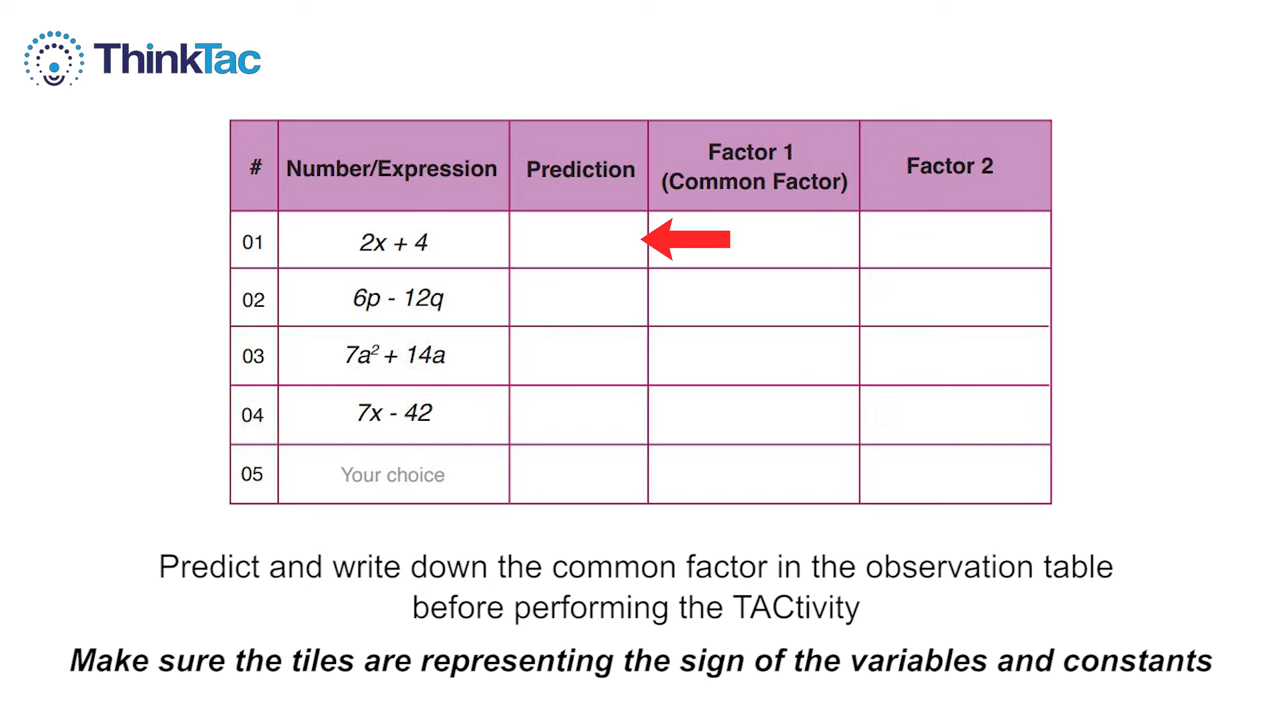 ThinkTac
# Number/Expression Prediction Factor 1 (Common Factor) Factor 2
01 2x + 4
02 6p - 12q
03 7a² + 14a
04 7x - 42
05 Your choice
Predict and write down the common factor in the observation table
before performing the TACtivity
Make sure the tiles are representing the sign of the variables and constants